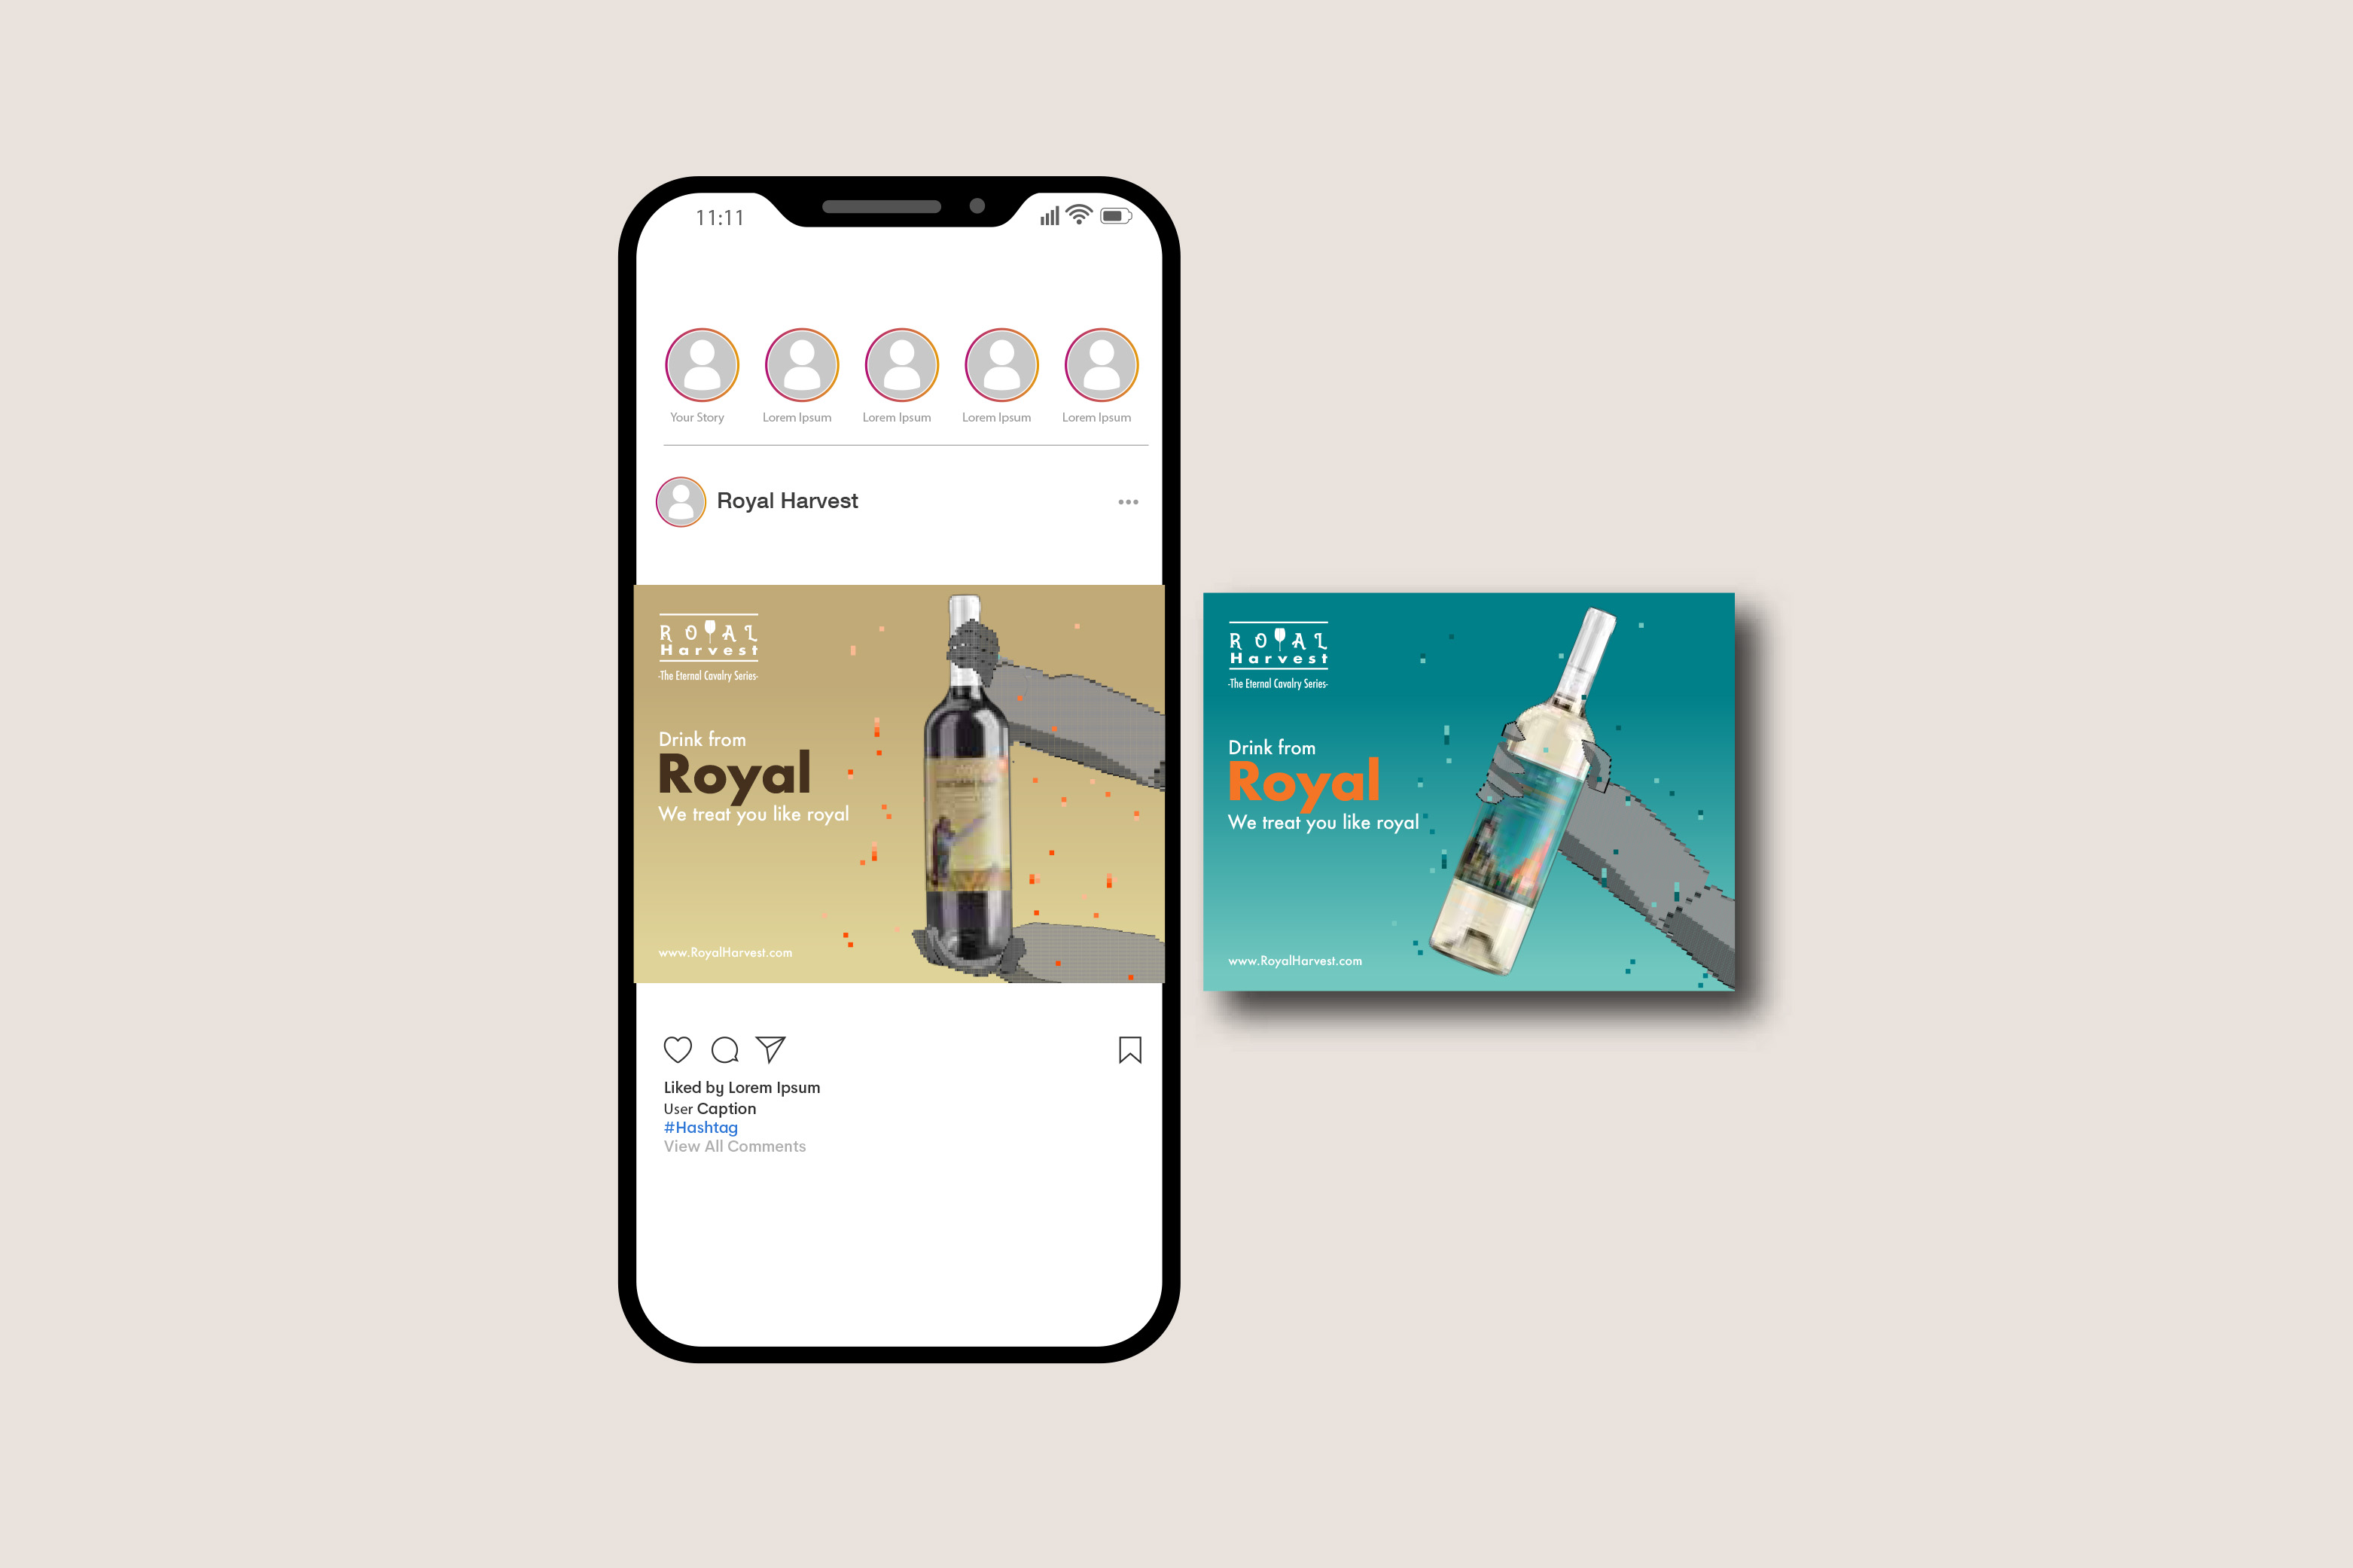 11:11
Your Story
Lorem Ipsum
Lorem Ipsum
Lorem Ipsum
Lorem Ipsum
Royal Harvest
ROYAL
Harvest
-The Eternal Cavalry Series-
Drink from
Royal
We treat you like royal
www.RoyalHarvest.com
Liked by Lorem Ipsum
User Caption
#Hashtag
View All Comments
ROYAL
Harvest
-The Eternal Cavalry Series-
Drink from
Royal
We treat you like royal
www.RoyalHarvest.com